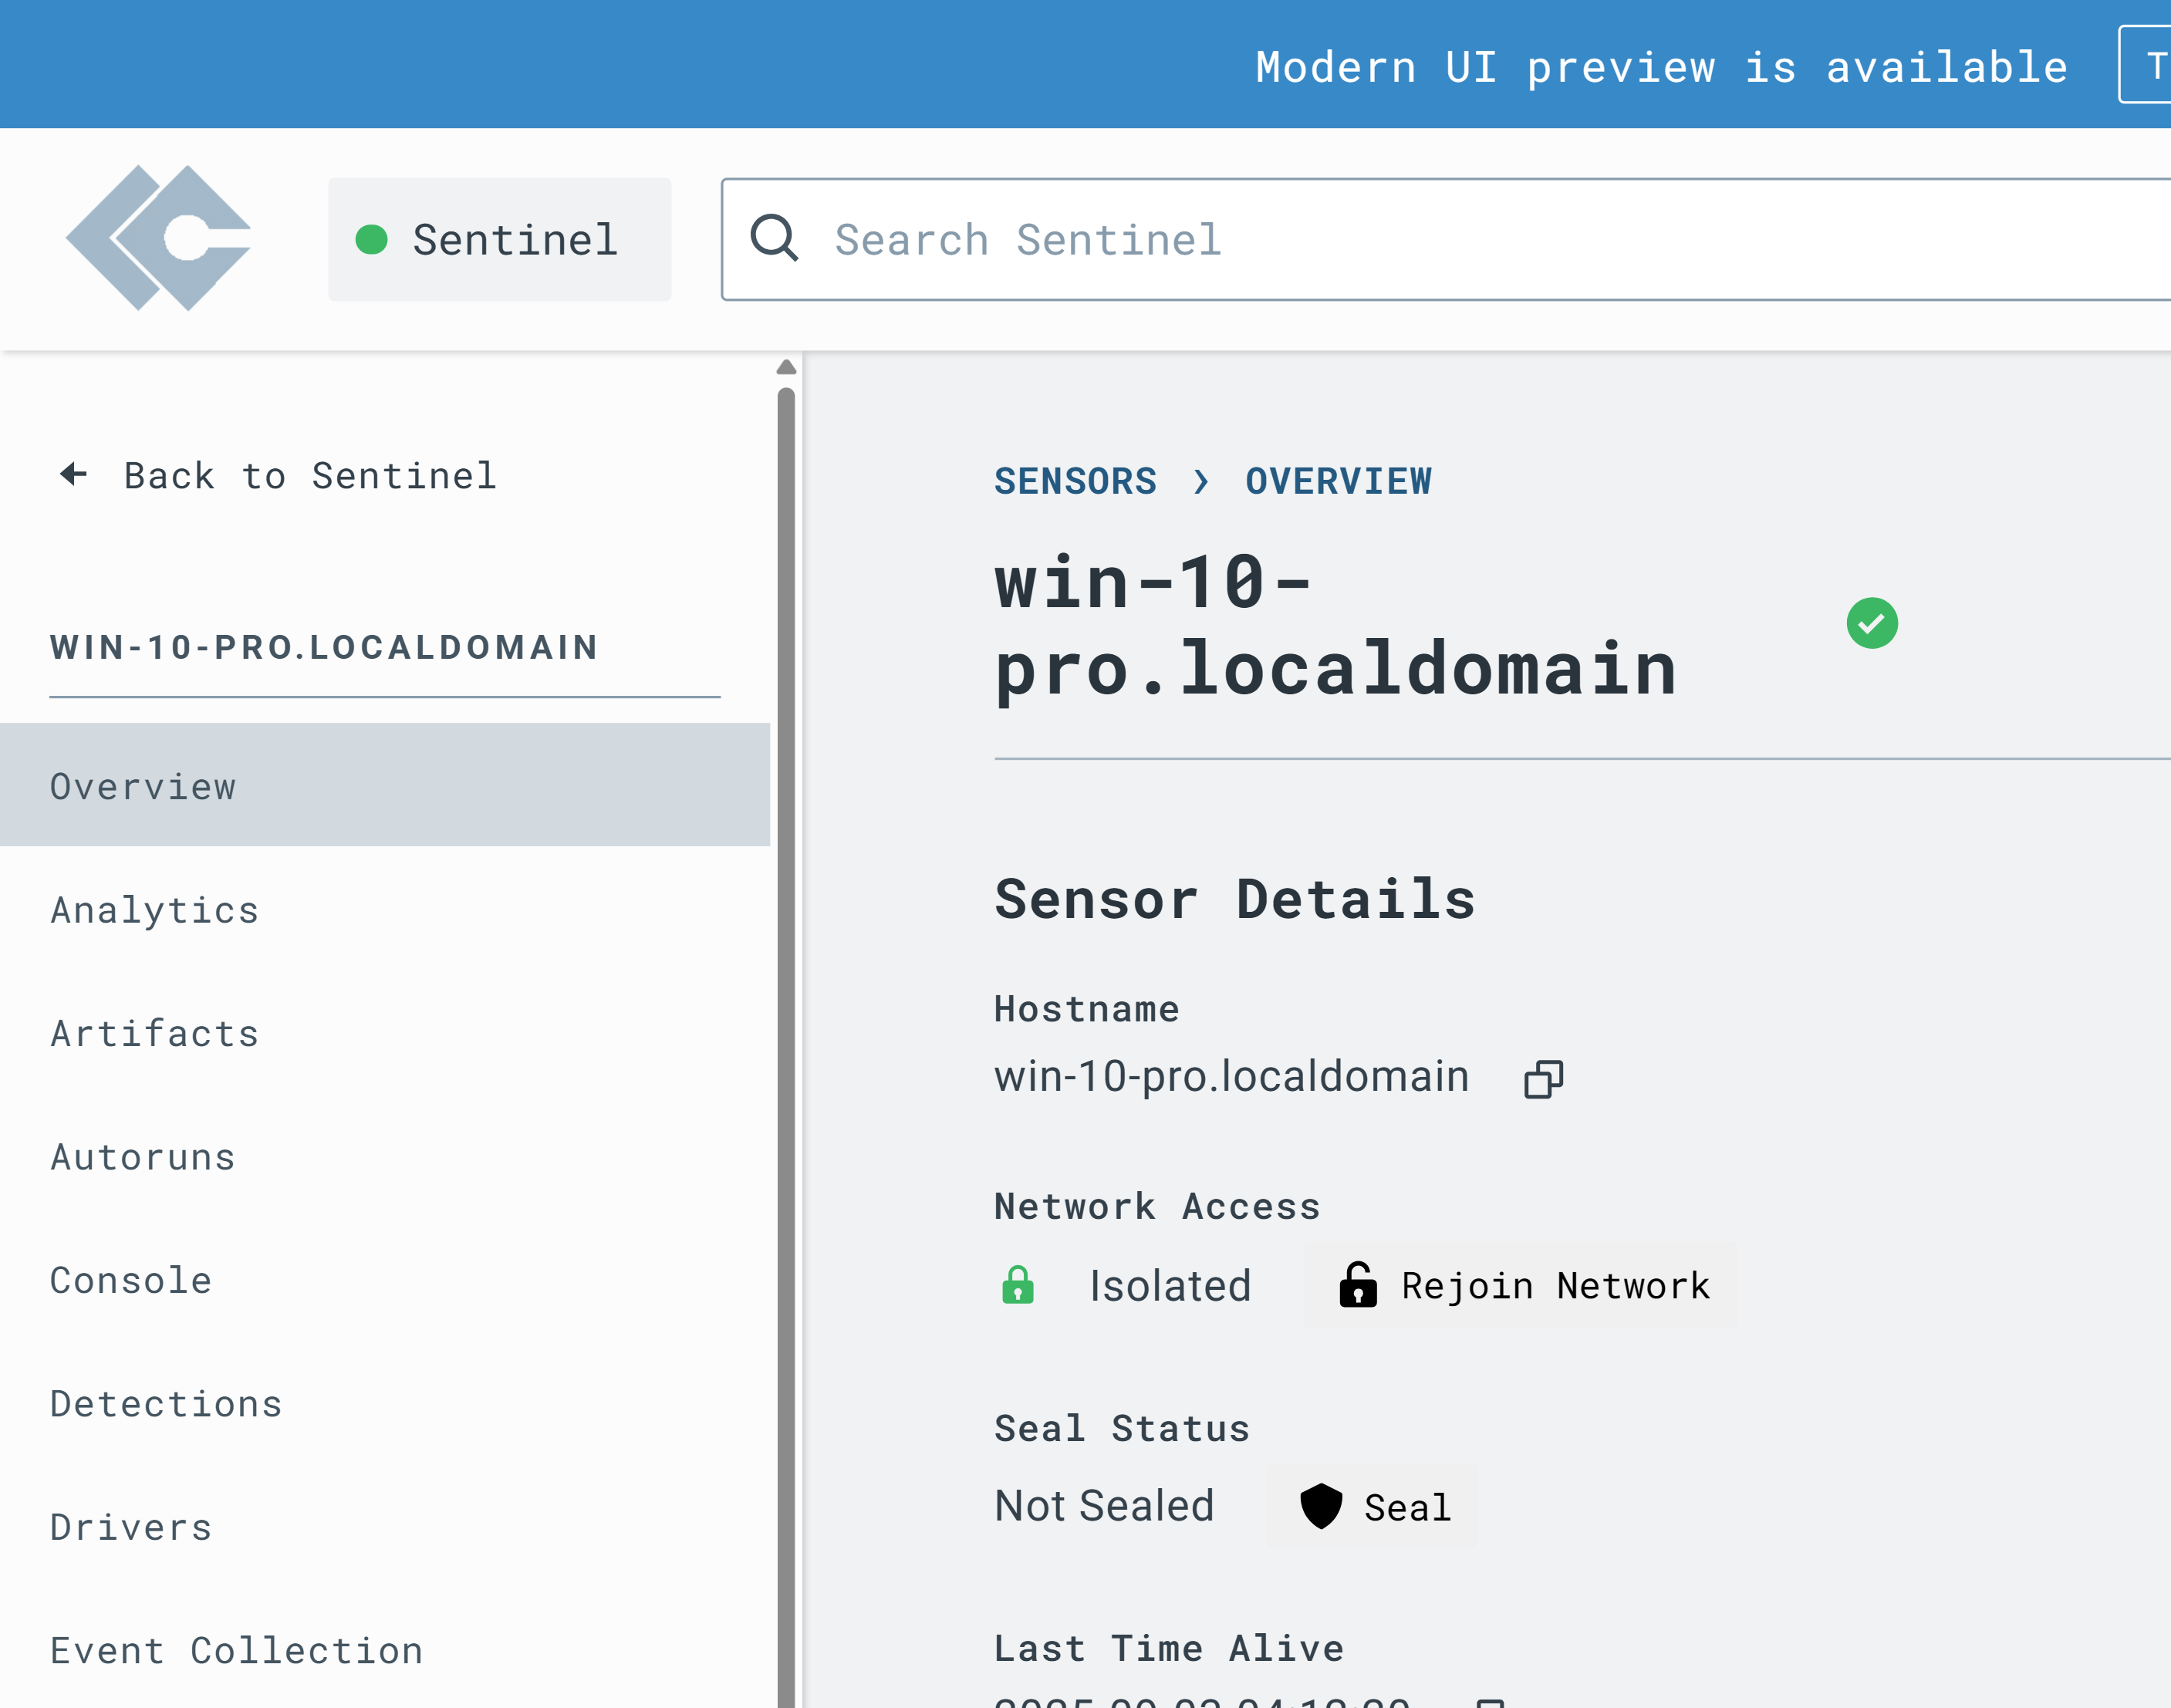 Modern UI preview is available
Sentinel
Search Sentinel
Back to Sentinel
WIN-10-PRO.LOCALDOMAIN
Overview
Analytics
Artifacts
Autoruns
Console
Detections
Drivers
Event Collection
SENSORS › OVERVIEW
win-10-
pro.localdomain
Sensor Details
Hostname
win-10-pro.localdomain
Network Access
Isolated
Rejoin Network
Seal Status
Not Sealed
Seal
Last Time Alive